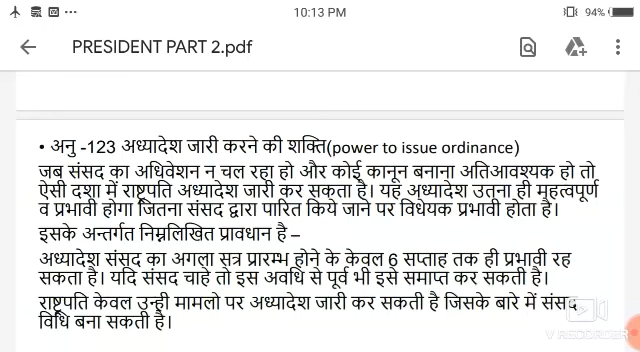 10:13 PM
94%
PRESIDENT PART 2.pdf
• अनु -123 अध्यादेश जारी करने की शक्ति(power to issue ordinance)
जब संसद का अधिवेशन न चल रहा हो और कोई कानून बनाना अतिआवश्यक हो तो
ऐसी दशा में राष्ट्रपति अध्यादेश जारी कर सकता है। यह अध्यादेश उतना ही महत्वपूर्ण
व प्रभावी होगा जितना संसद द्वारा पारित किये जाने पर विधेयक प्रभावी होता है।
इसके अन्तर्गत निम्नलिखित प्रावधान है –
अध्यादेश संसद का अगला सत्र प्रारम्भ होने के केवल 6 सप्ताह तक ही प्रभावी रह
सकता है। यदि संसद चाहे तो इस अवधि से पूर्व भी इसे समाप्त कर सकती है।
राष्ट्रपति केवल उन्ही मामलो पर अध्यादेश जारी कर सकती है जिसके बारे में संसद
विधि बना सकती है।
V RECORDER